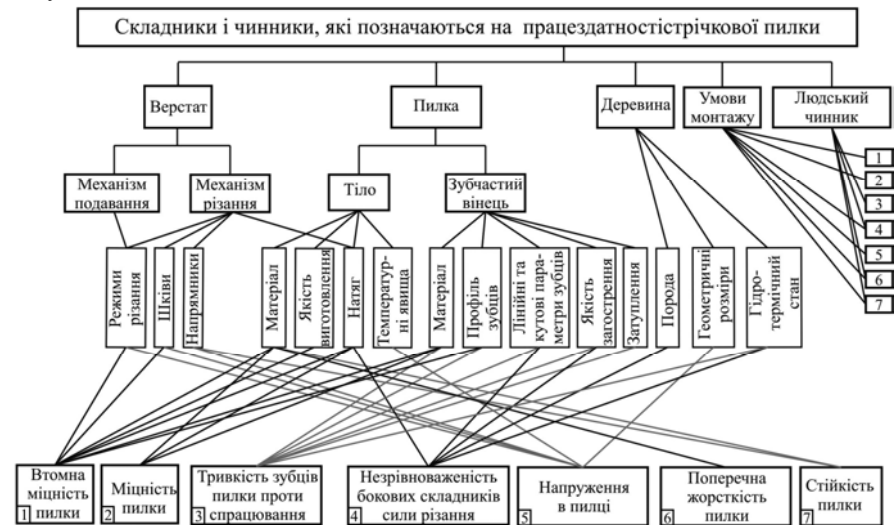 Складники і чинники, які позначаються на працездатностістрічкової пилки
Верстат
Пилка
Деревина
Умови
монтажу
Людський
чинник
1
2
3
4
5
6
7
Механізм
подавання
Механізм
різання
Тіло
Зубчастий
вінець
Режими
різання
Шківи
Напрямники
Матеріал
Якість
виготовлення
Натяг
Температур-
ні явища
Матеріал
Профіль
зубців
Лінійні та
кутові пара-
метри зубців
Якість
загострення
Затуплення
Порода
Геометричні
розміри
Гідро-
термічний
стан
Втомна
міцність
1 пилки
Міцність
2 пилки
Тривкість зубців
пилки проти
3 спрацювання
Незрівноваженість
бокових складників
4 сили різання
Напруження
в пилці
5
Поперечна
жорсткість
6 пилки
Стійкість
7 пилки